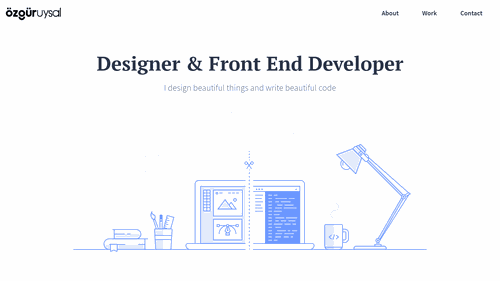 özgüruysal
About Work Contact
Designer & Front End Developer
I design beautiful things and write beautiful code
</>